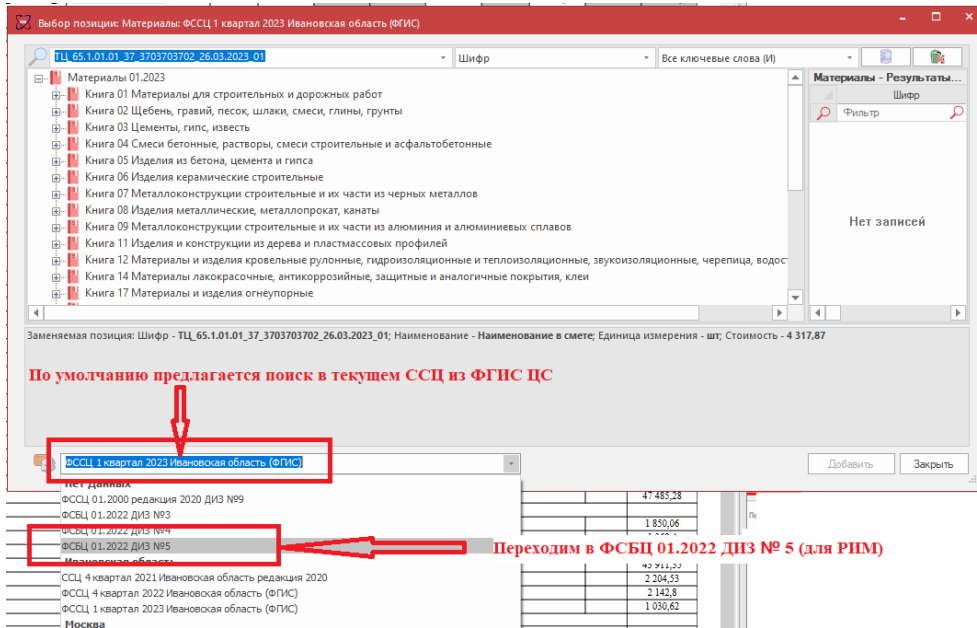 Выбор позиции: Материалы: ФССЦ 1 квартал 2023 Ивановская область (ФГИС)
ТЦ_65.1.01.01_37_3703703702_26.03.2023_01
Шифр
Все ключевые слова (И)
Материалы 01.2023
Книга 01 Материалы для строительных и дорожных работ
Книга 02 Щебень, гравий, песок, шлаки, смеси, глины, грунты
Книга 03 Цементы, гипс, известь
Книга 04 Смеси бетонные, растворы, смеси строительные и асфальтобетонные
Книга 05 Изделия из бетона, цемента и гипса
Книга 06 Изделия керамические строительные
Книга 07 Металлоконструкции строительные и их части из черных металлов
Книга 08 Изделия металлические, металлопрокат, канаты
Книга 09 Металлоконструкции строительные и их части из алюминия и алюминиевых сплавов
Книга 11 Изделия и конструкции из дерева и пластмассовых профилей
Книга 12 Материалы и изделия кровельные рулонные, гидроизоляционные и теплоизоляционные, звукоизоляционные, черепица, водос
Книга 14 Материалы лакокрасочные, антикоррозийные, защитные и аналогичные покрытия, клеи
Книга 17 Материалы и изделия огнеупорные
Материалы - Результаты...
Шифр
Фильтр
Нет записей
Заменяемая позиция: Шифр - ТЦ_65.1.01.01_37_3703703702_26.03.2023_01; Наименование - Наименование в смете; Единица измерения - шт; Стоимость - 4 317,87
По умолчанию предлагается поиск в текущем ССЦ из ФГИС ЦС
ФССЦ 1 квартал 2023 Ивановская область (ФГИС)
Добавить
Закрыть
Нет данных
ФССЦ 01.2000 редакция 2020 ДИЗ №9
ФСБЦ 01.2022 ДИЗ №3
ФСБЦ 01.2022 ДИЗ №4
ФСБЦ 01.2022 ДИЗ №5
Ивановская область
ССЦ 4 квартал 2021 Ивановская область редакция 2020
ФССЦ 4 квартал 2022 Ивановская область (ФГИС)
ФССЦ 1 квартал 2023 Ивановская область (ФГИС)
Москва
Переходим в ФСБЦ 01.2022 ДИЗ № 5 (для РИМ)
47 485,28
1 850,06
43 911,35
2 204,53
2 142,8
1 030,62